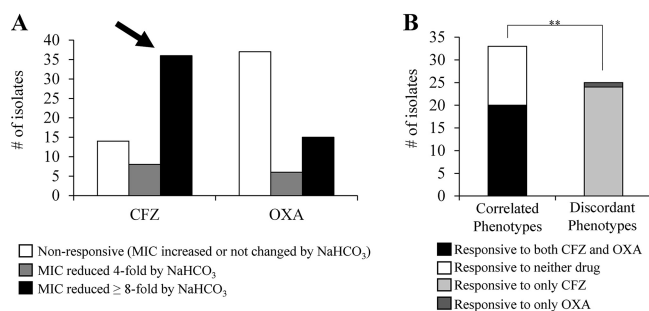 A
# of isolates
40
35
30
25
20
15
10
5
0
CFZ OXA
Non-responsive (MIC increased or not changed by NaHCO₃)
MIC reduced 4-fold by NaHCO₃
MIC reduced ≥ 8-fold by NaHCO₃
B
**
# of isolates
35
30
25
20
15
10
5
0
Correlated Phenotypes
Discordant Phenotypes
Responsive to both CFZ and OXA
Responsive to neither drug
Responsive to only CFZ
Responsive to only OXA